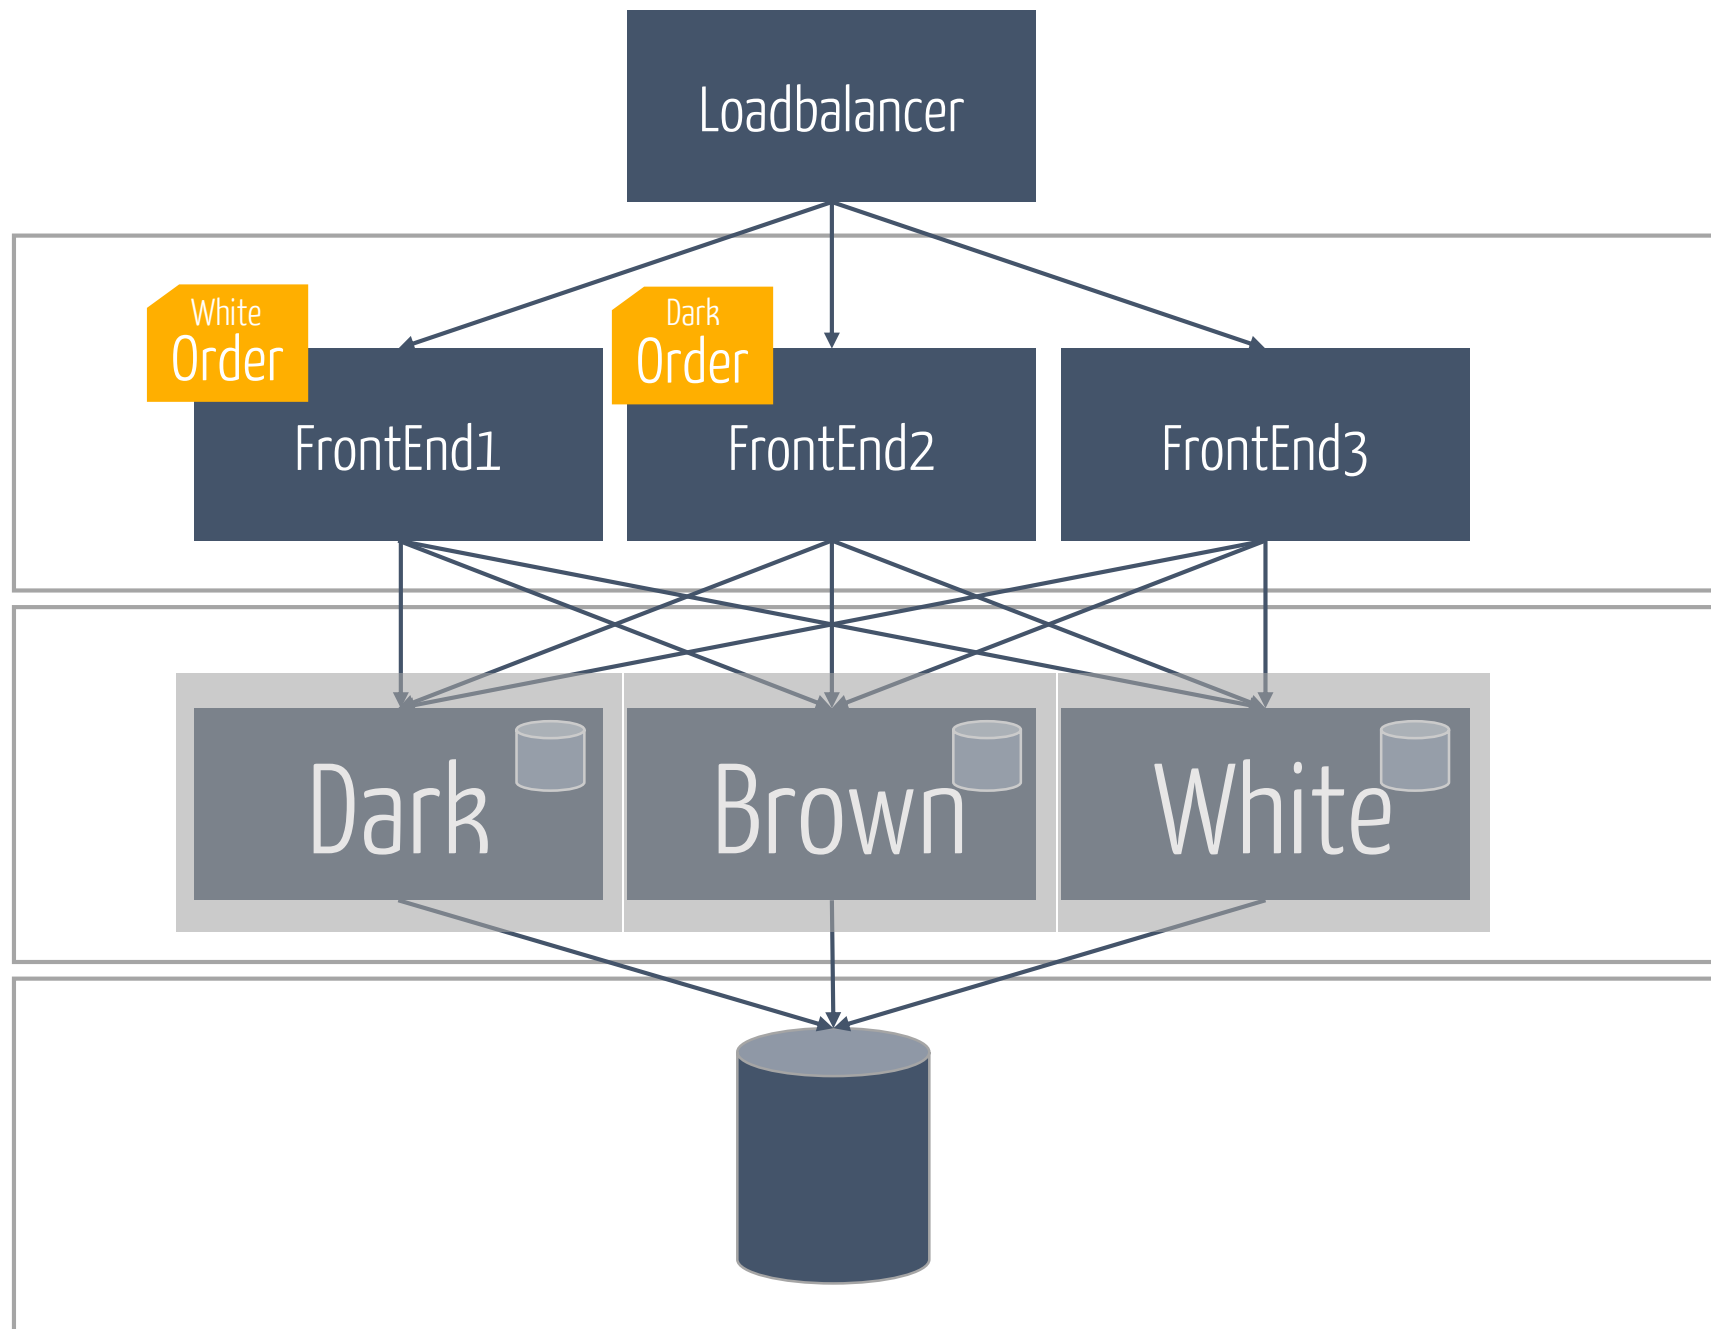 Loadbalancer
White
Order
Dark
Order
FrontEnd1
FrontEnd2
FrontEnd3
Dark
Brown
White